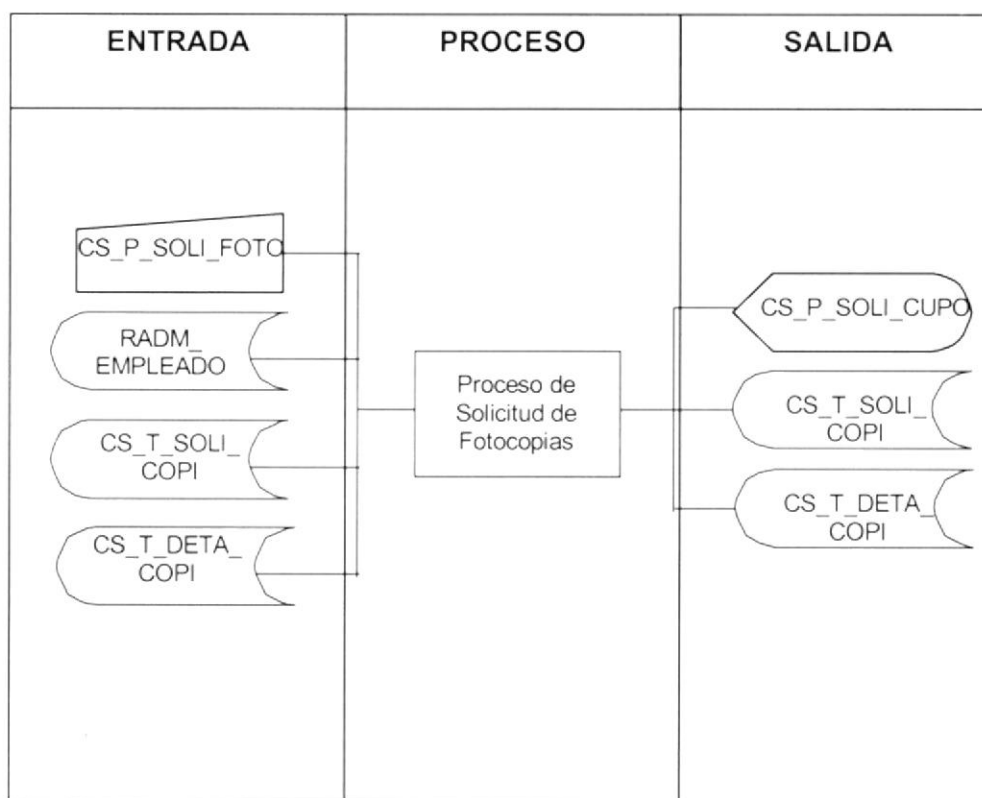 ENTRADA
PROCESO
SALIDA
CS_P_SOLI_FOTO
RADM_
EMPLEADO
CS_T_SOLI_
COPI
CS_T_DETA_
COPI
Proceso de
Solicitud de
Fotocopias
CS_P_SOLI_CUPO
CS_T_SOLI_
COPI
CS_T_DETA_
COPI